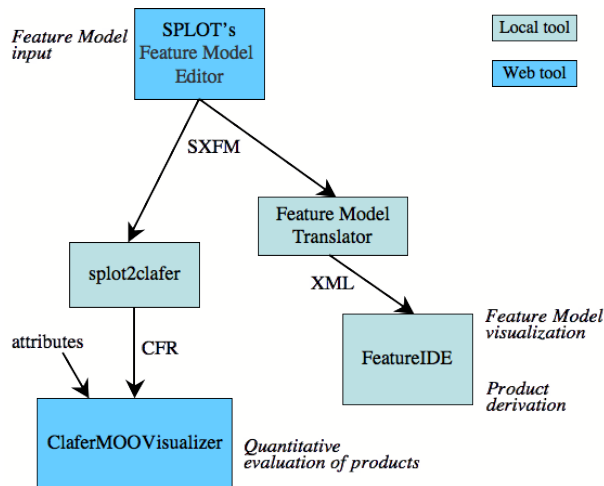 Feature Model
input
SPLOT's
Feature Model
Editor
Local tool
Web tool
SXFM
Feature Model
Translator
splot2clafer
XML
Feature Model
visualization
attributes
CFR
FeatureIDE
Product
derivation
ClaferMOOVisualizer
Quantitative
evaluation of products